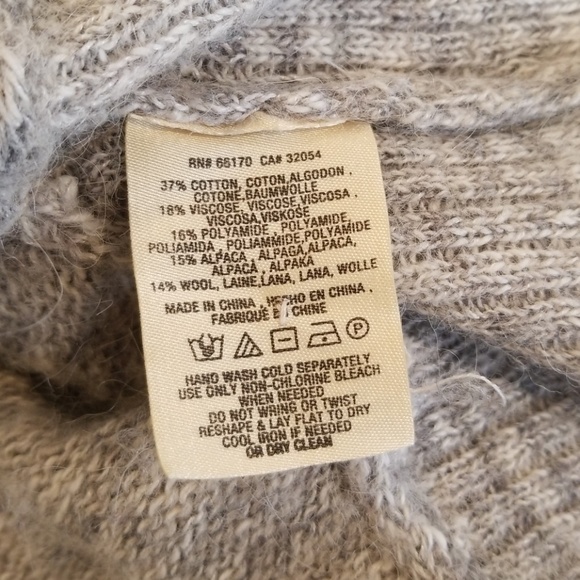 RN# 66170 CA# 32054
37% COTTON, COTON,ALGODON ,
COTONE,BAUMWOLLE
18% VISCOSE, VISCOSE,VISCOSA ,
VISCOSA,VISKOSE
16% POLYAMIDE , POLYAMIDE,
POLIAMIDA , POLIAMMIDE,POLYAMIDE
15% ALPACA , ALPAGA,ALPACA,
ALPACA , ALPAKA
14% WOOL, LAINE,LANA, LANA, WOLLE
MADE IN CHINA , HECHO EN CHINA ,
FABRIQUÉ EN CHINE
P
HAND WASH COLD SEPARATELY
USE ONLY NON-CHLORINE BLEACH
WHEN NEEDED
DO NOT WRING OR TWIST
RESHAPE & LAY FLAT TO DRY
COOL IRON IF NEEDED
OR DRY CLEAN